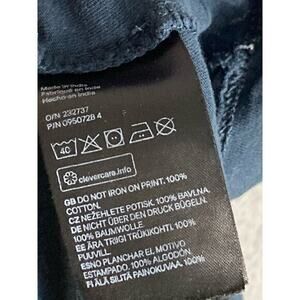 Made in India
Fabriqué en Inde
Hecho en India
O/N 232737
P/N 0950728 4
40
clevercare.info
GB DO NOT IRON ON PRINT. 100%
COTTON.
CZ NEŽEHLETE POTISK. 100% BAVLNA.
DE NICHT ÜBER DEN DRUCK BÜGELN.
100% BAUMWOLLE
EE ÄRA TRIIGI TRÜKKOHTI 100%
PUUVILL.
ES NO PLANCHAR EL MOTIVO
ESTAMPADO. 100% ALGODÓN
FI ÄLÄ SILITÄ PAINOKUVAA. 100%